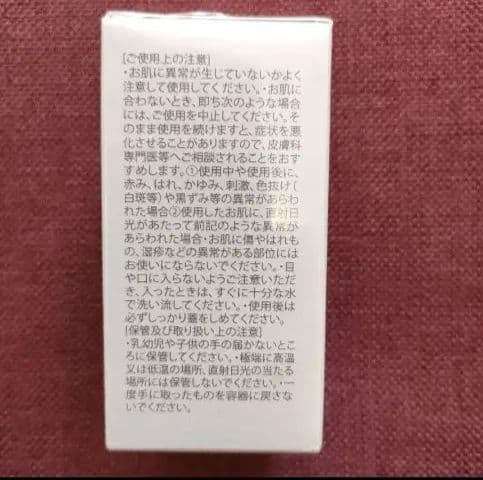 [ご使用上の注意]
・お肌に異常が生じていないかよく
注意して使用してください。・お肌に
合わないとき、即ち次のような場合
には、ご使用を中止してください。そ
のまま使用を続けますと、症状を悪
化させることがありますので、皮膚科
専門医等へご相談されることをおす
すめします。①使用中や使用後に、
赤み、はれ、かゆみ、刺激、色抜け(
白斑等)や黒ずみ等の異常があらわ
れた場合②使用したお肌に、直射日
光があたって前記のような異常が
あらわれた場合・お肌に傷やはれも
の、湿疹などの異常がある部位には
お使いにならないでください。・目
や口に入らないようご注意いただ
き、入ったときは、すぐに十分な水
で洗い流してください。・使用後は
必ずしっかり蓋をしめてください。
[保管及び取り扱い上の注意]
・乳幼児や子供の手の届かないとこ
ろに保管してください。・極端に高温
又は低温の場所、直射日光の当たる
場所には保管しないでください。・一
度手に取ったものを容器に戻さな
いでください。